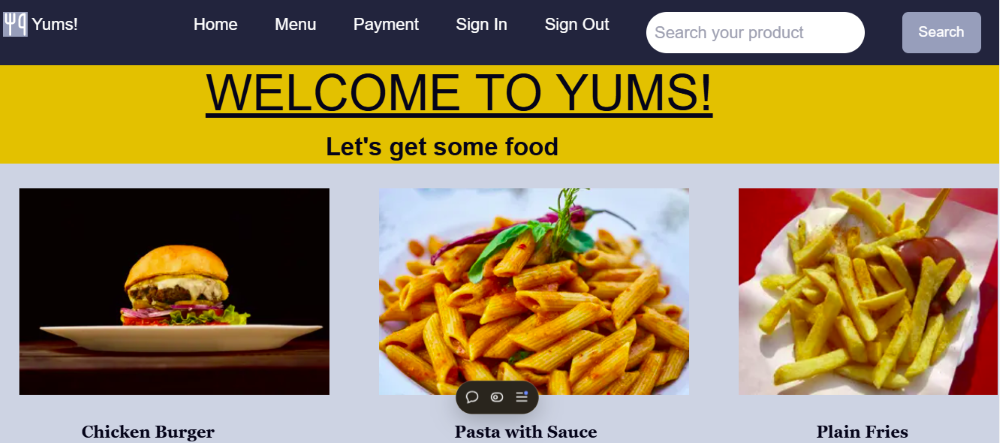 Yums! Home Menu Payment Sign In Sign Out Search your product Search
WELCOME TO YUMS!
Let's get some food
Chicken Burger Pasta with Sauce Plain Fries